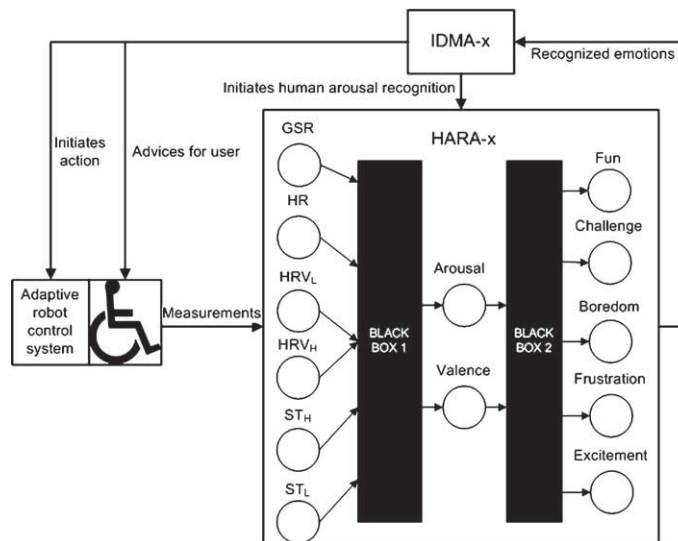 IDMA-x
Recognized emotions
Initiates human arousal recognition
Initiates
action
Advices for user
Adaptive
robot
control
system
Measurements
HARA-x
GSR
HR
HRV_L
HRV_H
ST_H
ST_L
BLACK
BOX 1
Arousal
Valence
BLACK
BOX 2
Fun
Challenge
Boredom
Frustration
Excitement